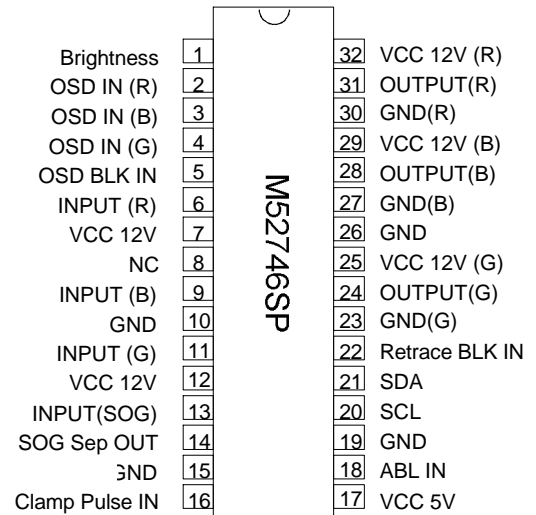 Brightness 1 32 VCC 12V (R)
OSD IN (R) 2 31 OUTPUT(R)
OSD IN (B) 3 30 GND(R)
OSD IN (G) 4 29 VCC 12V (B)
OSD BLK IN 5 28 OUTPUT(B)
INPUT (R) 6 27 GND(B)
VCC 12V 7 26 GND
NC 8 25 VCC 12V (G)
INPUT (B) 9 24 OUTPUT(G)
GND 10 23 GND(G)
INPUT (G) 11 22 Retrace BLK IN
VCC 12V 12 21 SDA
INPUT(SOG) 13 20 SCL
SOG Sep OUT 14 19 GND
GND 15 18 ABL IN
Clamp Pulse IN 16 17 VCC 5V
M52746SP